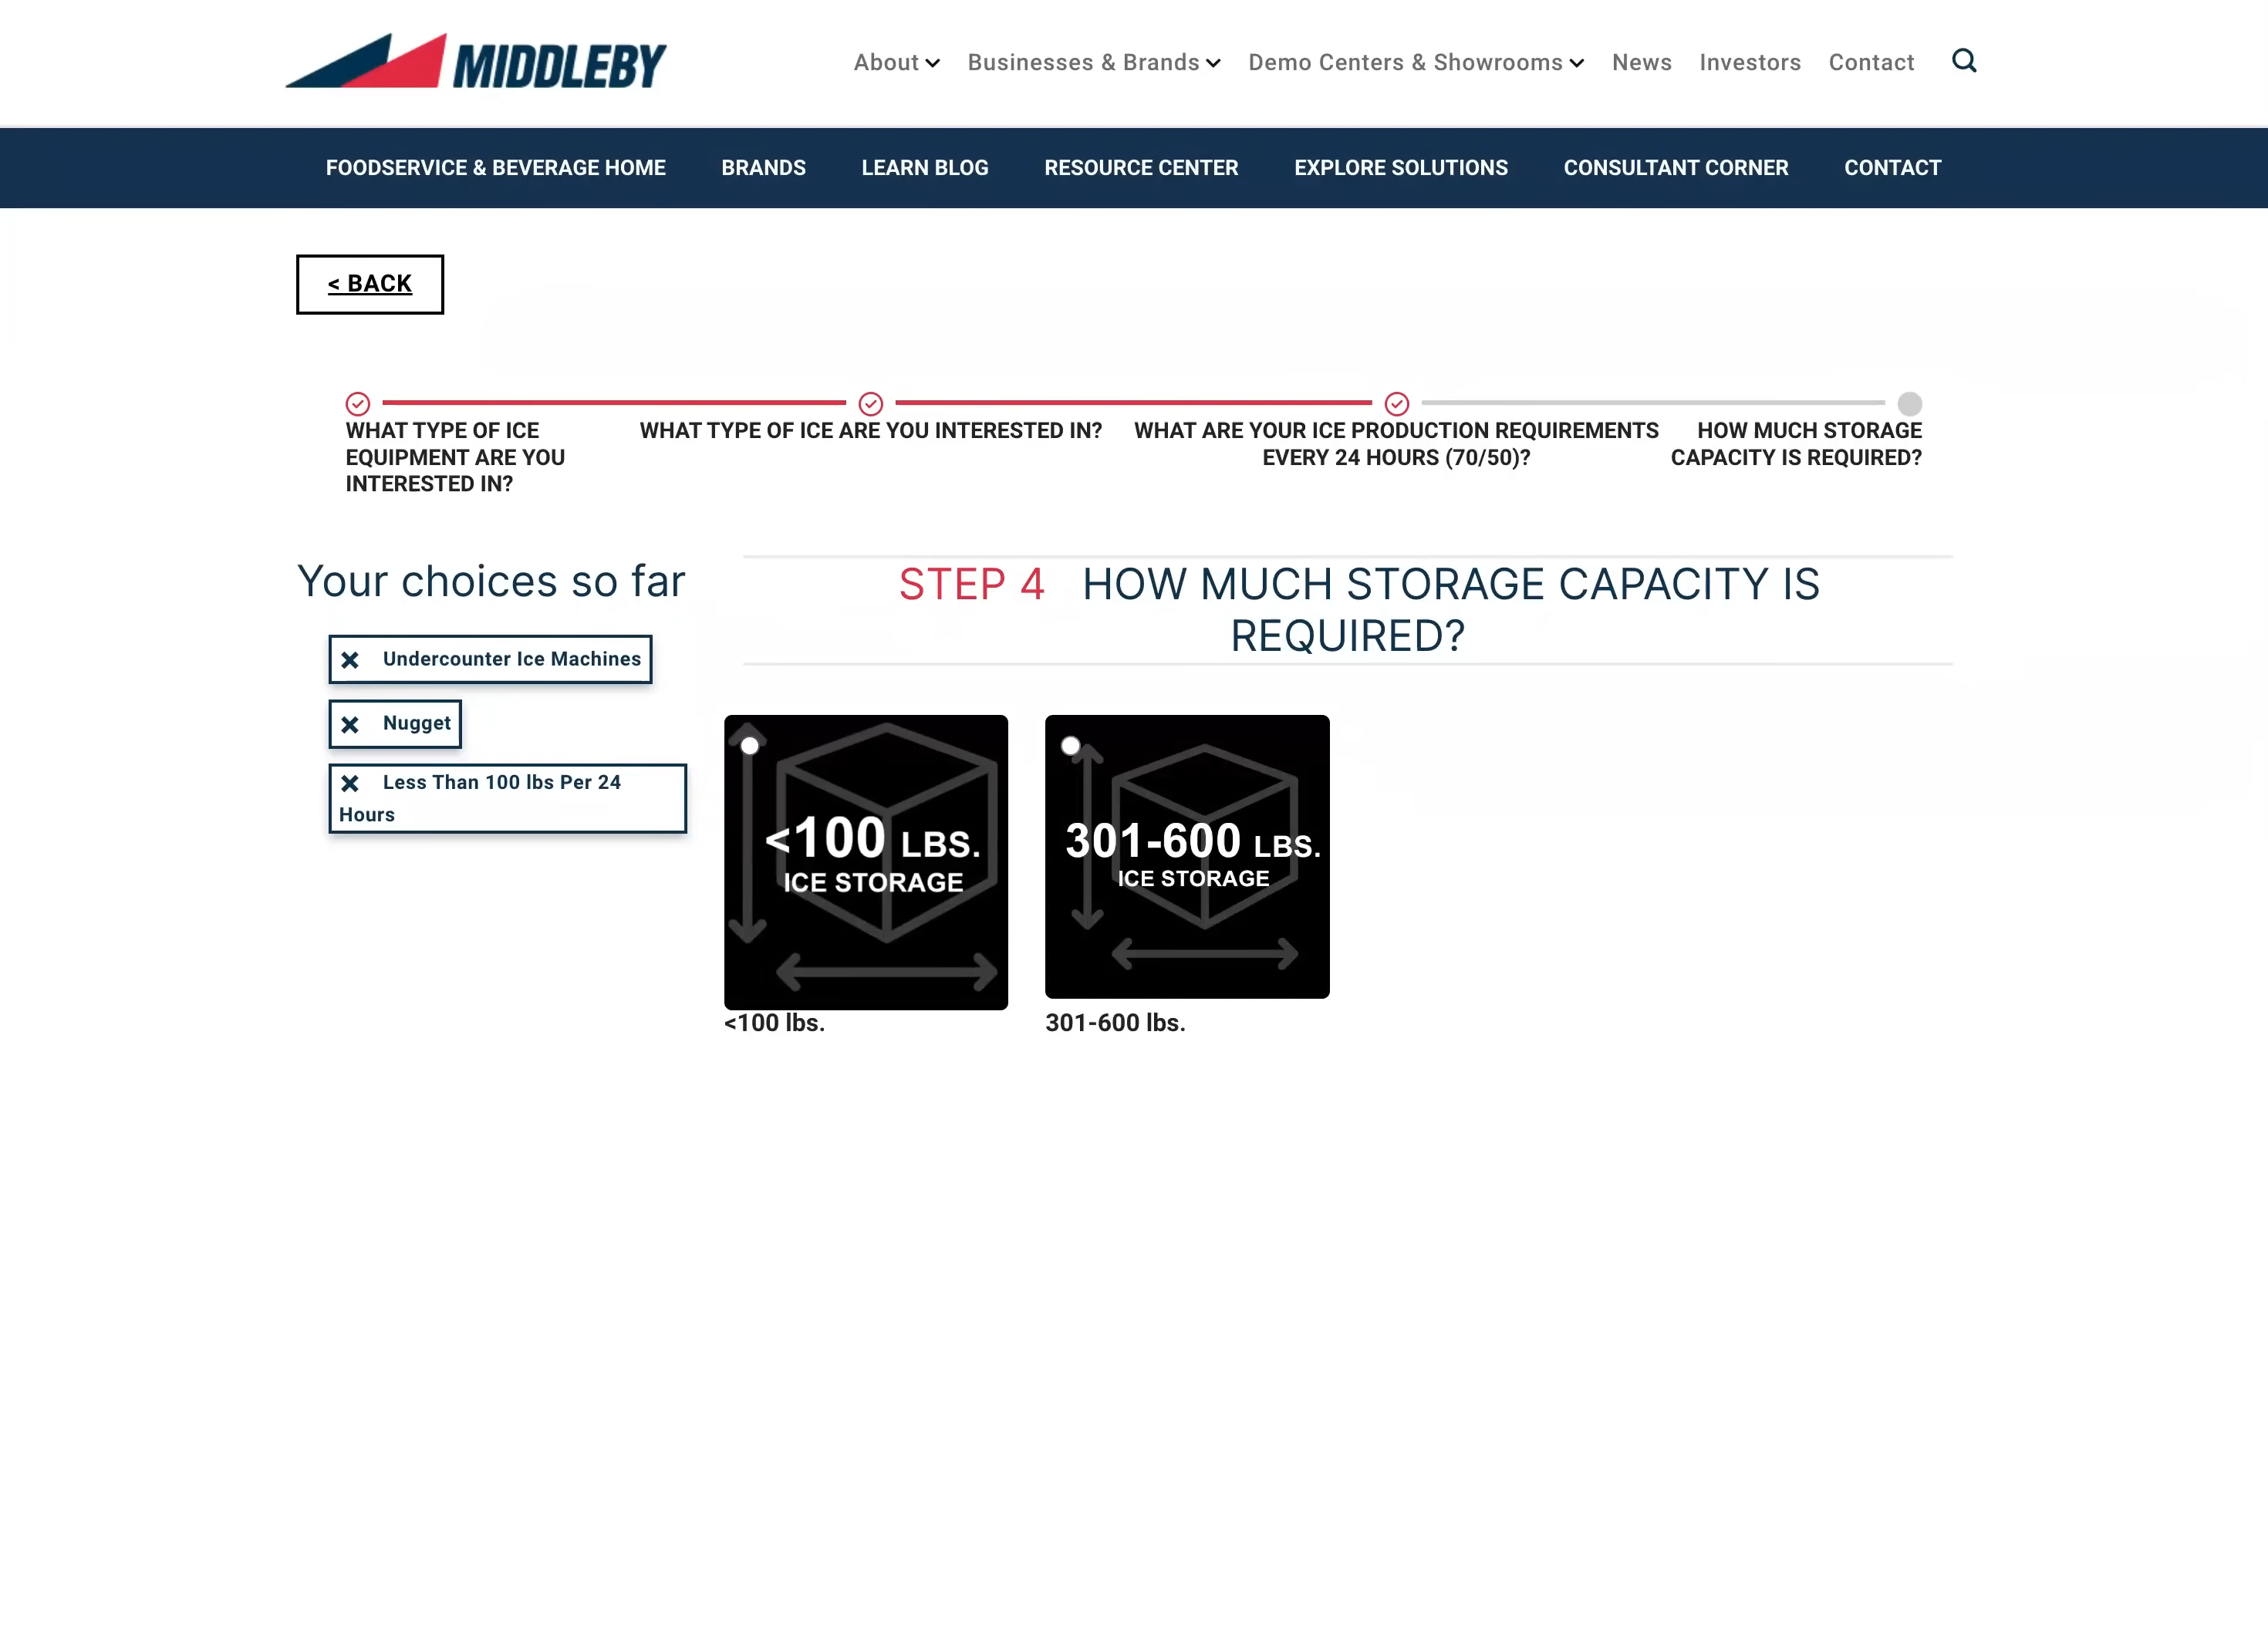 MIDDLEBY
About
Businesses & Brands
Demo Centers & Showrooms
News
Investors
Contact
FOODSERVICE & BEVERAGE HOME
BRANDS
LEARN BLOG
RESOURCE CENTER
EXPLORE SOLUTIONS
CONSULTANT CORNER
CONTACT
< BACK
WHAT TYPE OF ICE
EQUIPMENT ARE YOU
INTERESTED IN?
WHAT TYPE OF ICE ARE YOU INTERESTED IN?
WHAT ARE YOUR ICE PRODUCTION REQUIREMENTS
EVERY 24 HOURS (70/50)?
HOW MUCH STORAGE
CAPACITY IS REQUIRED?
Your choices so far
Undercounter Ice Machines
Nugget
Less Than 100 lbs Per 24
Hours
STEP 4 HOW MUCH STORAGE CAPACITY IS
REQUIRED?
<100 LBS.
ICE STORAGE
<100 lbs.
301-600 LBS.
ICE STORAGE
301-600 lbs.